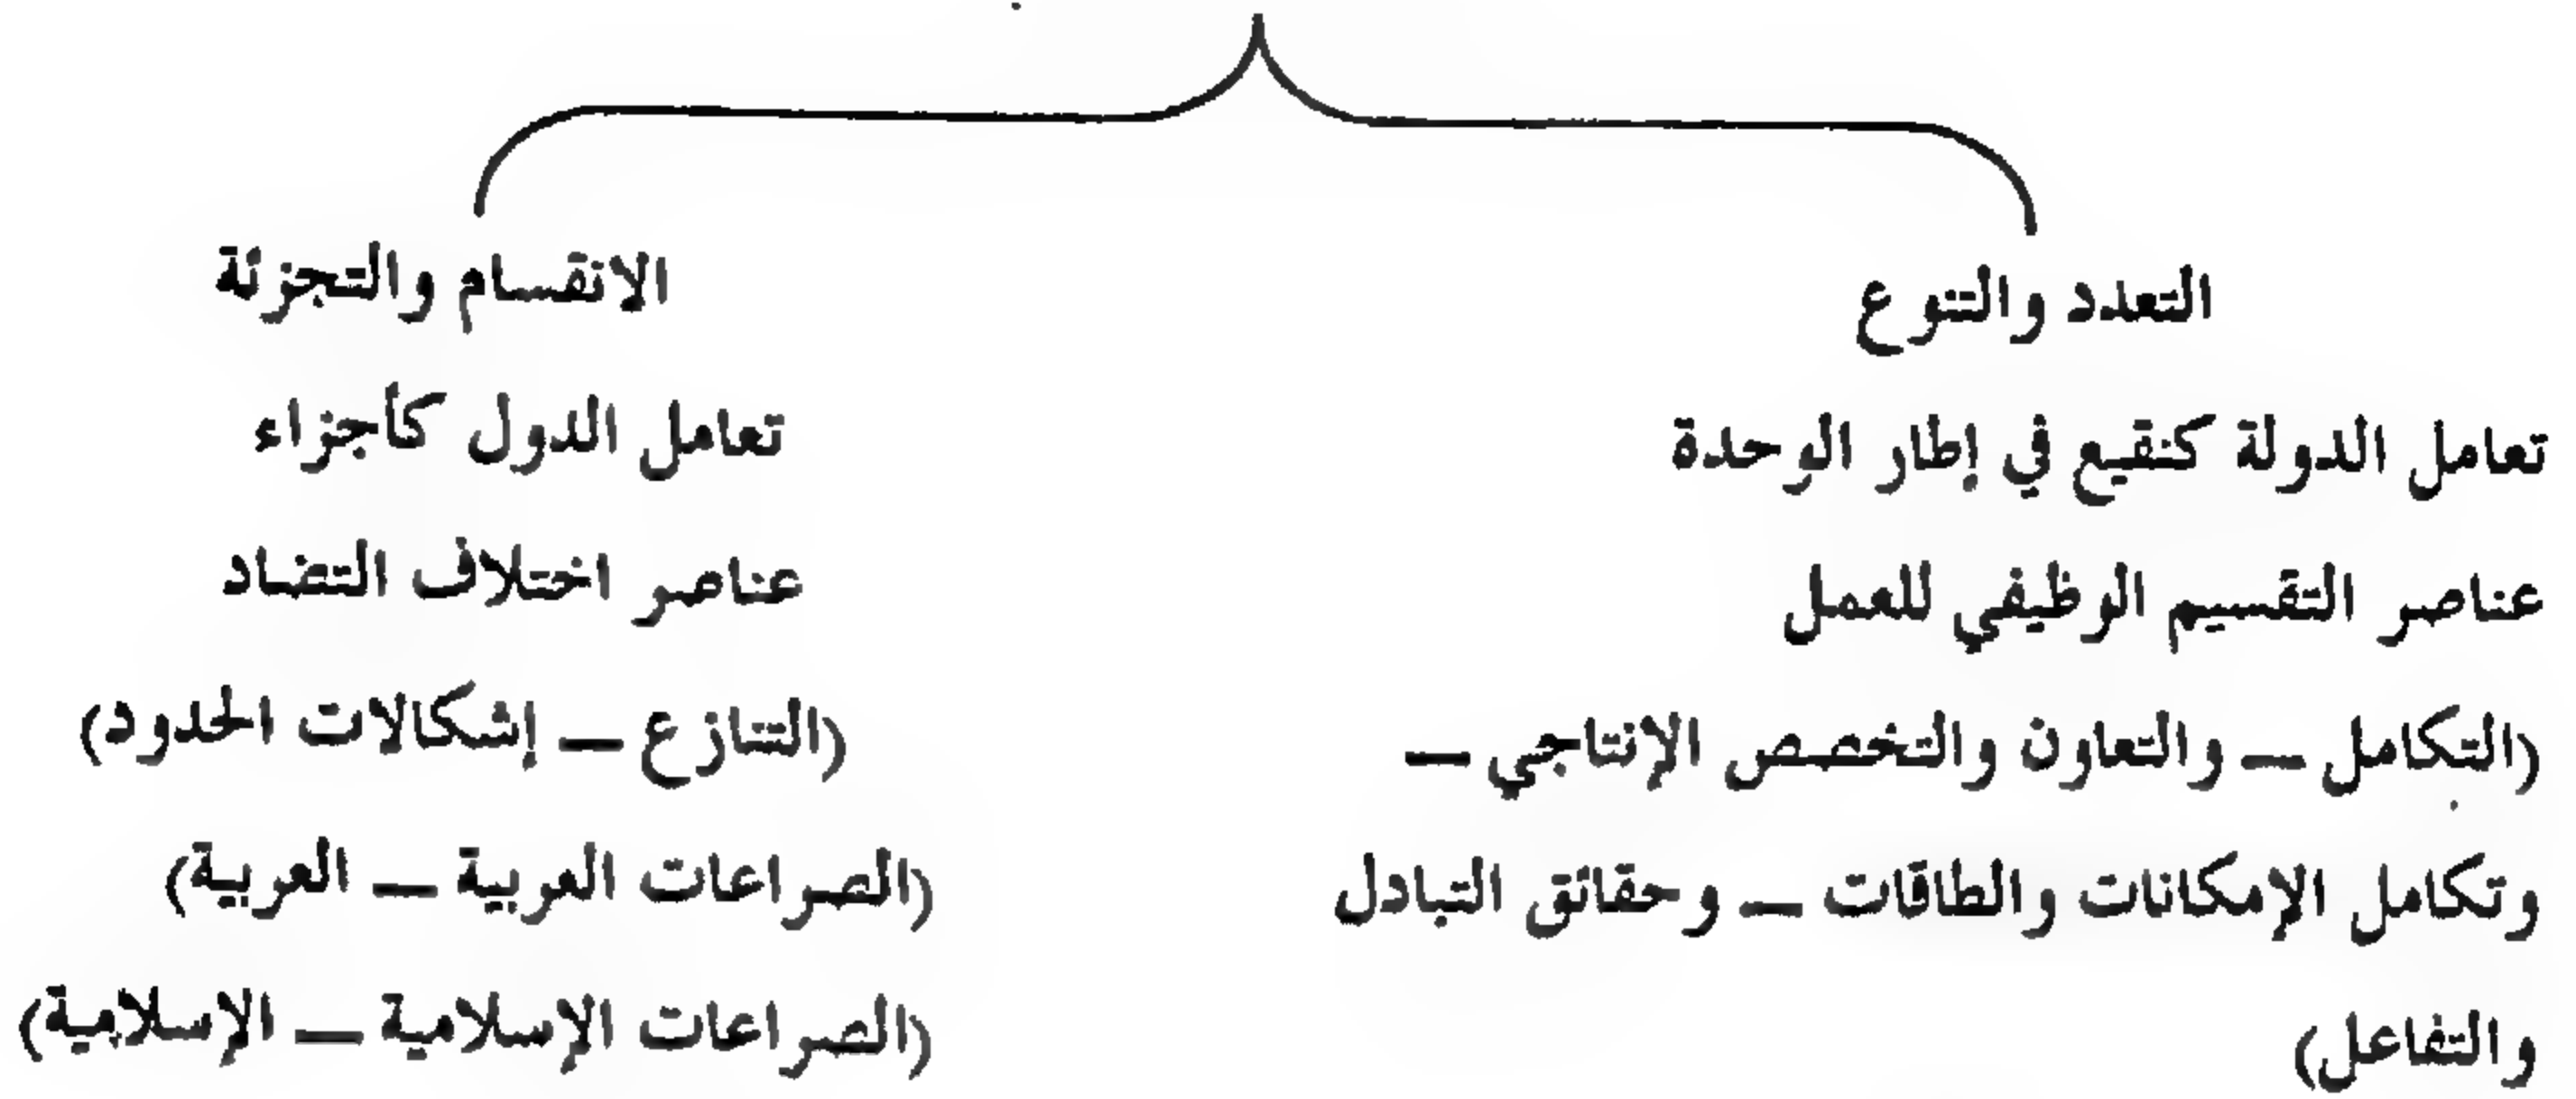 التعدد والتنوع
تعامل الدولة كنقيع في إطار الوحدة
عناصر التقسيم الوظيفي للعمل
(التكامل — والتعاون والتخصص الإنتاجي —
وتكامل الإمكانات والطاقات — وحقائق التبادل
والتفاعل)
الانقسام والتجزئة
تعامل الدول كأجزاء
عناصر اختلاف التضاد
(التنازع — إشكالات الحدود)
(الصراعات العربية — العربية)
(الصراعات الإسلامية — الإسلامية)